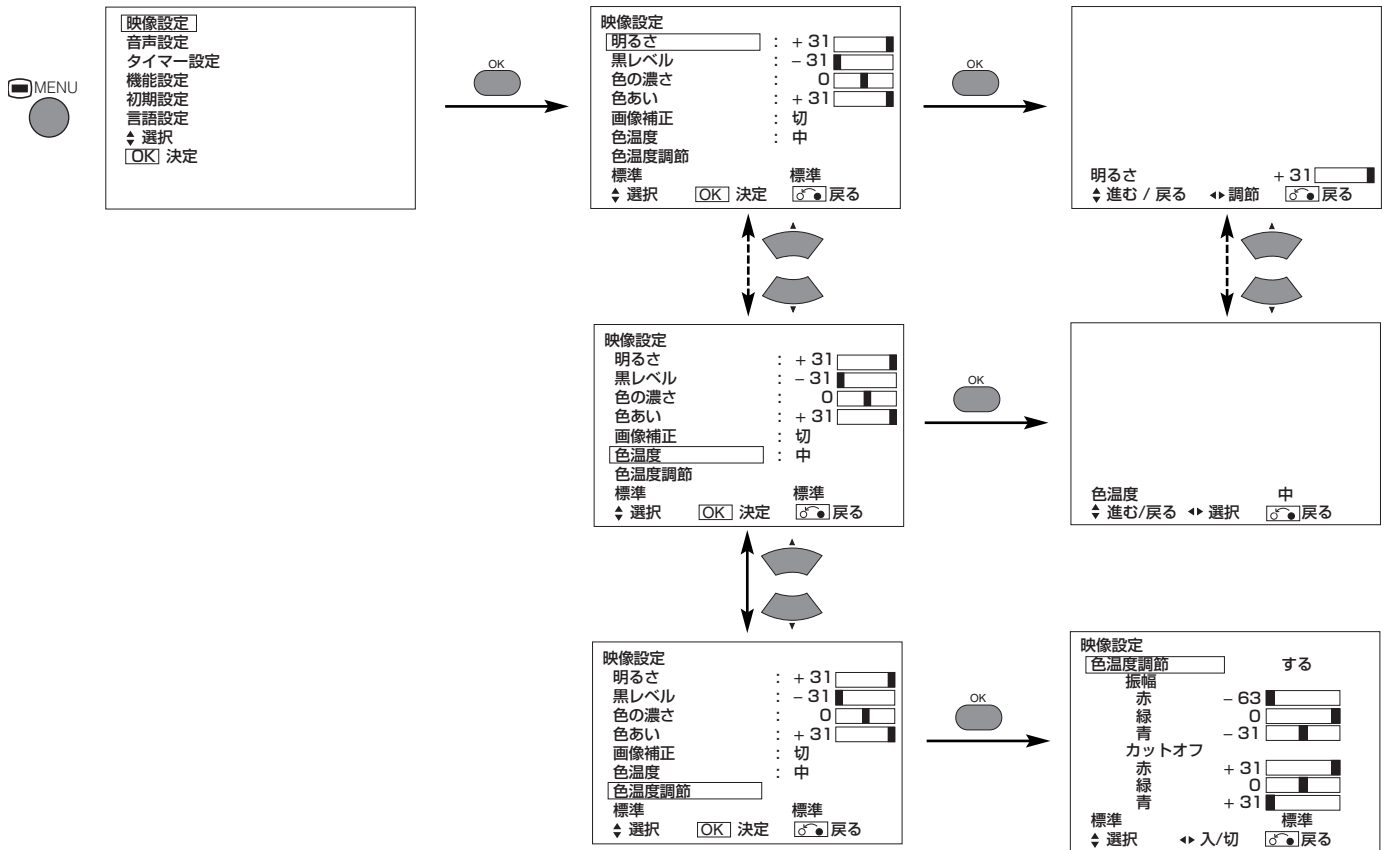 MENU
映像設定
音声設定
タイマー設定
機能設定
初期設定
言語設定
選択
OK 決定
OK
映像設定
明るさ : + 31
黒レベル : – 31
色の濃さ : 0
色あい : + 31
画像補正 : 切
色温度 : 中
色温度調節
標準 標準
選択 OK 決定 戻る
OK
明るさ + 31
進む / 戻る 調節 戻る
映像設定
明るさ : + 31
黒レベル : – 31
色の濃さ : 0
色あい : + 31
画像補正 : 切
色温度 : 中
色温度調節
標準 標準
選択 OK 決定 戻る
OK
色温度 中
進む/戻る 選択 戻る
映像設定
明るさ : + 31
黒レベル : – 31
色の濃さ : 0
色あい : + 31
画像補正 : 切
色温度 : 中
色温度調節
標準 標準
選択 OK 決定 戻る
OK
映像設定
色温度調節 する
振幅
赤 – 63
緑 0
青 – 31
カットオフ
赤 + 31
緑 0
青 + 31
標準 標準
選択 入/切 戻る